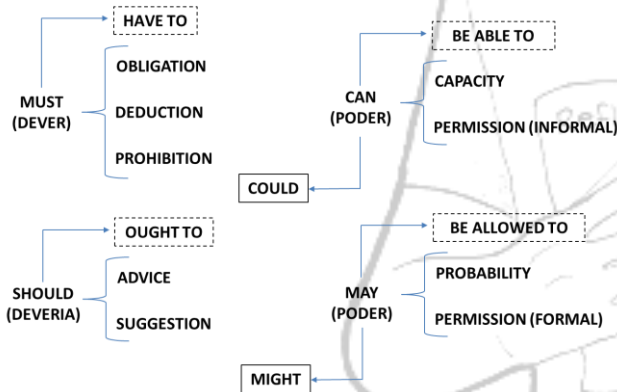 HAVE TO
OBLIGATION
MUST
(DEVER)
DEDUCTION
PROHIBITION
BE ABLE TO
CAPACITY
CAN
(PODER)
PERMISSION (INFORMAL)
COULD
OUGHT TO
ADVICE
SHOULD
(DEVERIA)
SUGGESTION
BE ALLOWED TO
PROBABILITY
MAY
(PODER)
PERMISSION (FORMAL)
MIGHT